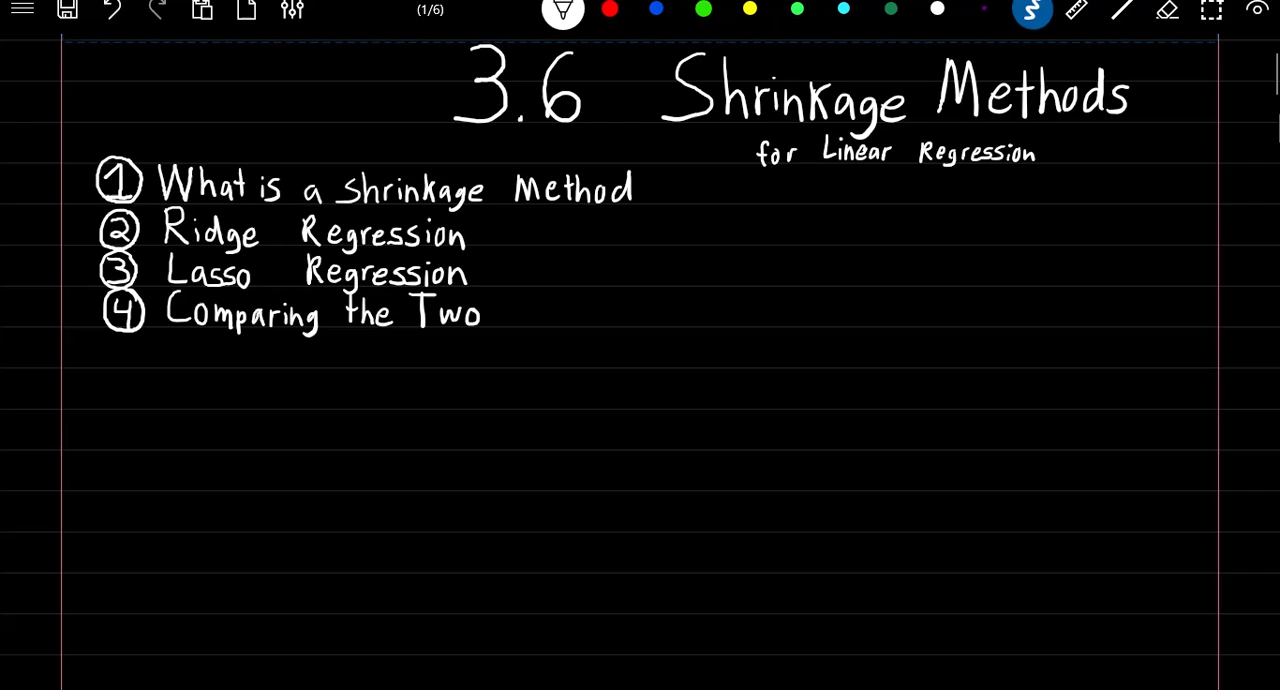 (1/6)
3.6 Shrinkage Methods
for Linear Regression
① What is a shrinkage Method
② Ridge Regression
③ Lasso Regression
④ Comparing the Two